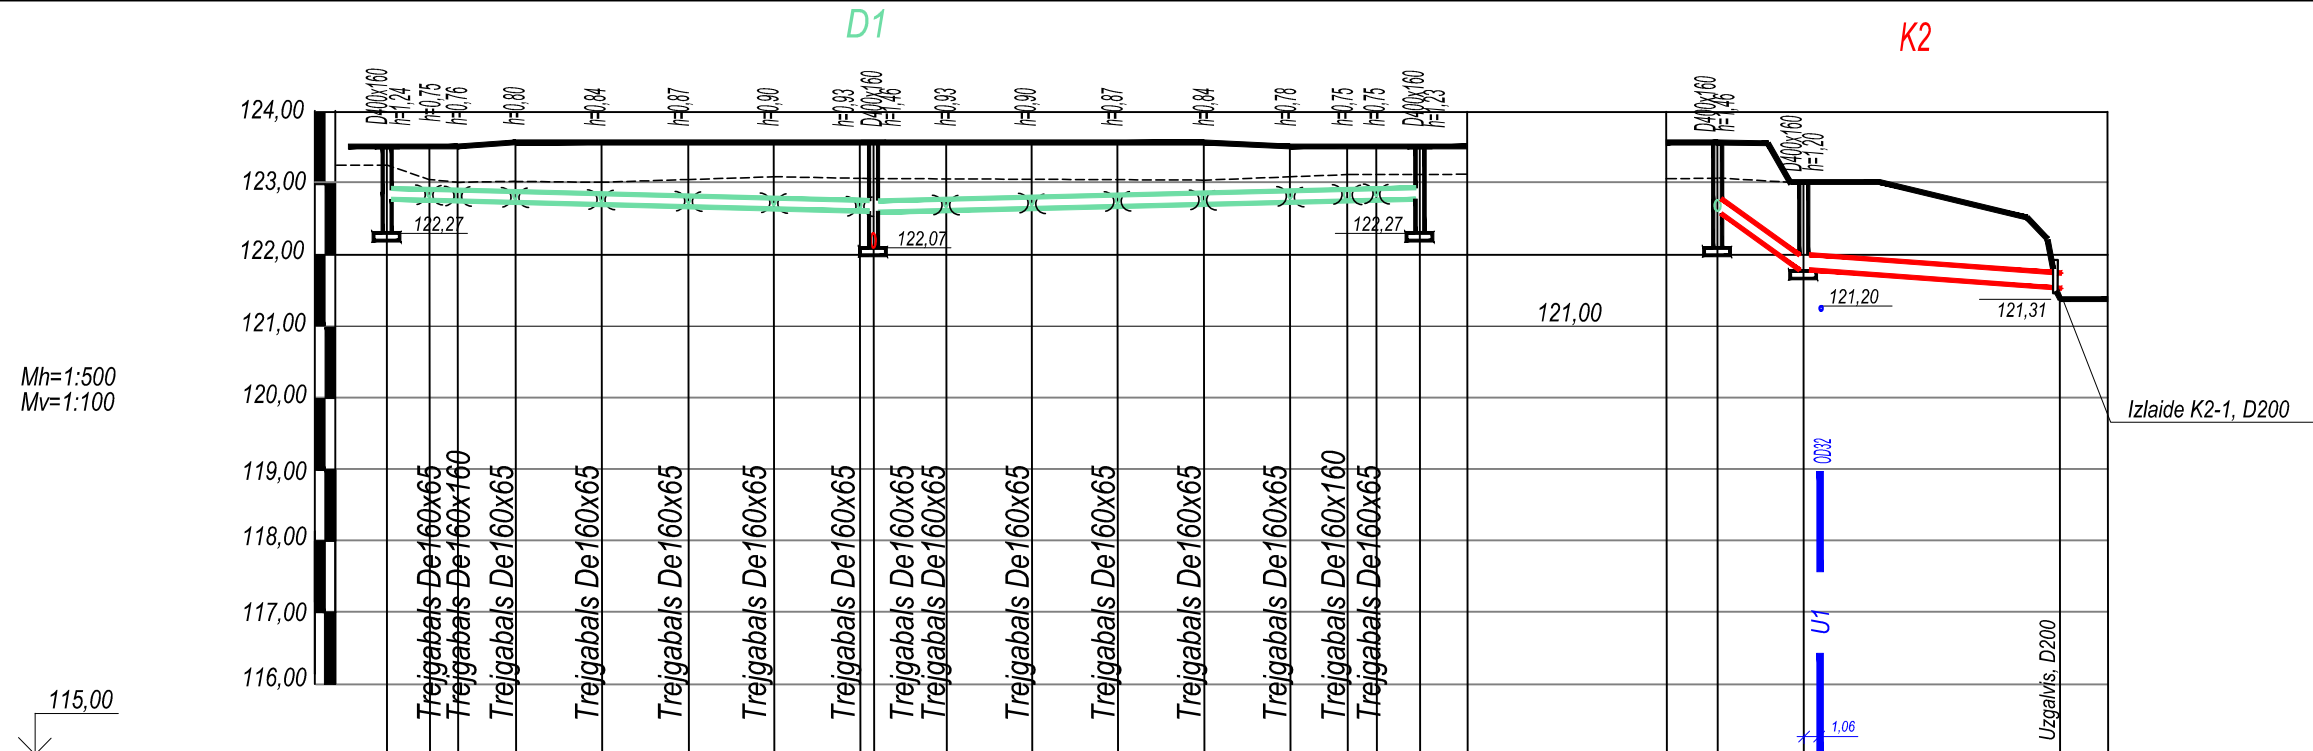 D1
K2
D400x160
h=1,24
h=0,75
h=0,76
h=0,80
h=0,84
h=0,87
h=0,90
h=0,93
D400x160
h=1,46
h=0,93
h=0,90
h=0,87
h=0,84
h=0,78
h=0,75
h=0,75
D400x160
h=1,23
D400x160
h=1,46
D400x160
h=1,20
124,00
123,00
122,00
121,00
120,00
119,00
118,00
117,00
116,00
122,27
122,07
122,27
121,00
121,20
121,31
Mh=1:500
Mv=1:100
Izlaide K2-1, D200
OD32
Trejgabals De160x65
Trejgabals De160x160
Trejgabals De160x65
Trejgabals De160x65
Trejgabals De160x65
Trejgabals De160x65
Trejgabals De160x65
Trejgabals De160x65
Trejgabals De160x65
Trejgabals De160x65
Trejgabals De160x65
Trejgabals De160x65
Trejgabals De160x65
Trejgabals De160x160
Trejgabals De160x65
U1
Uzgalvis, D200
115,00
1,06